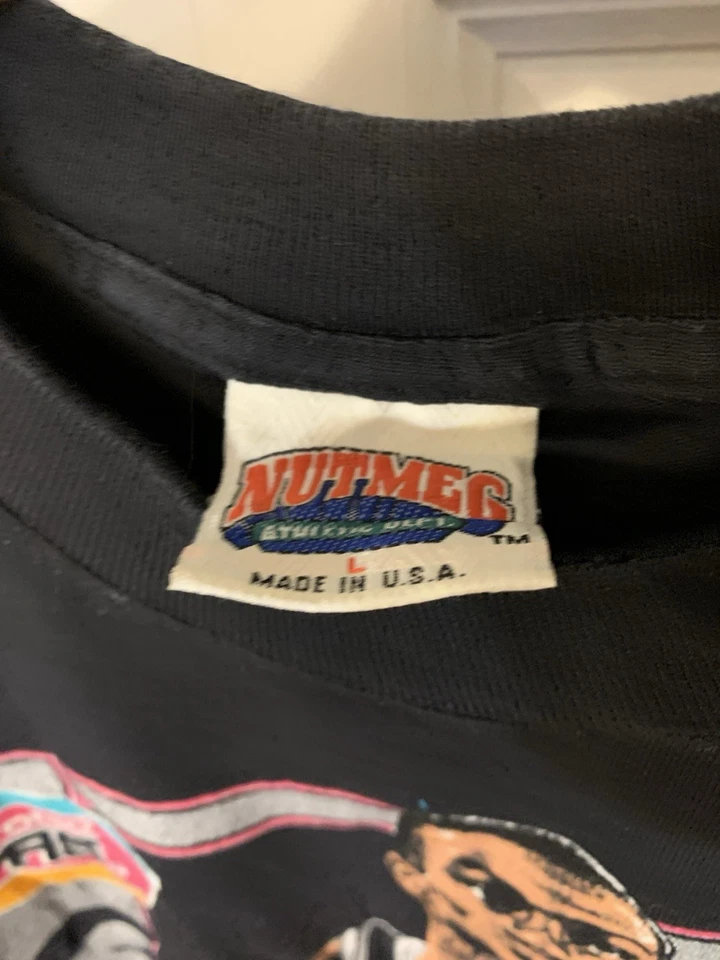 NUTMEG
ATHLETIC DEPT.
TM
L
MADE IN U.S.A.